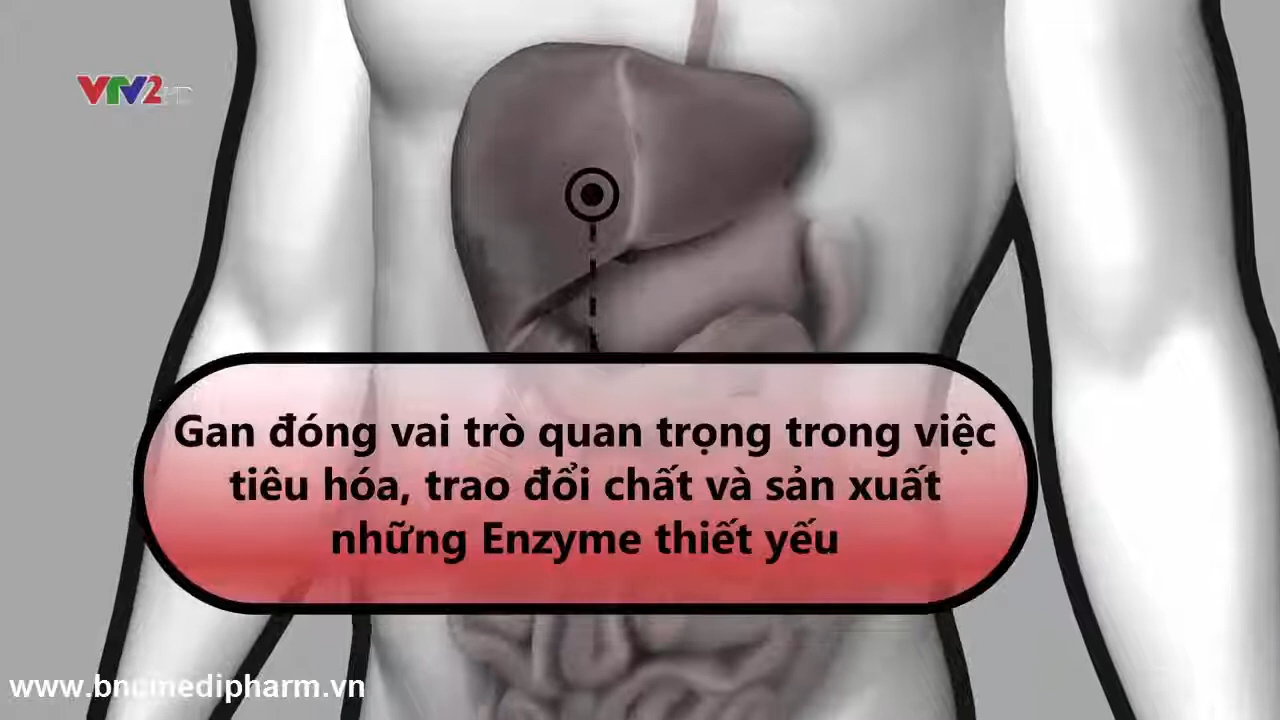 VTV2 HD
Gan đóng vai trò quan trọng trong việc
tiêu hóa, trao đổi chất và sản xuất
những Enzyme thiết yếu
www.bncmedipharm.vn